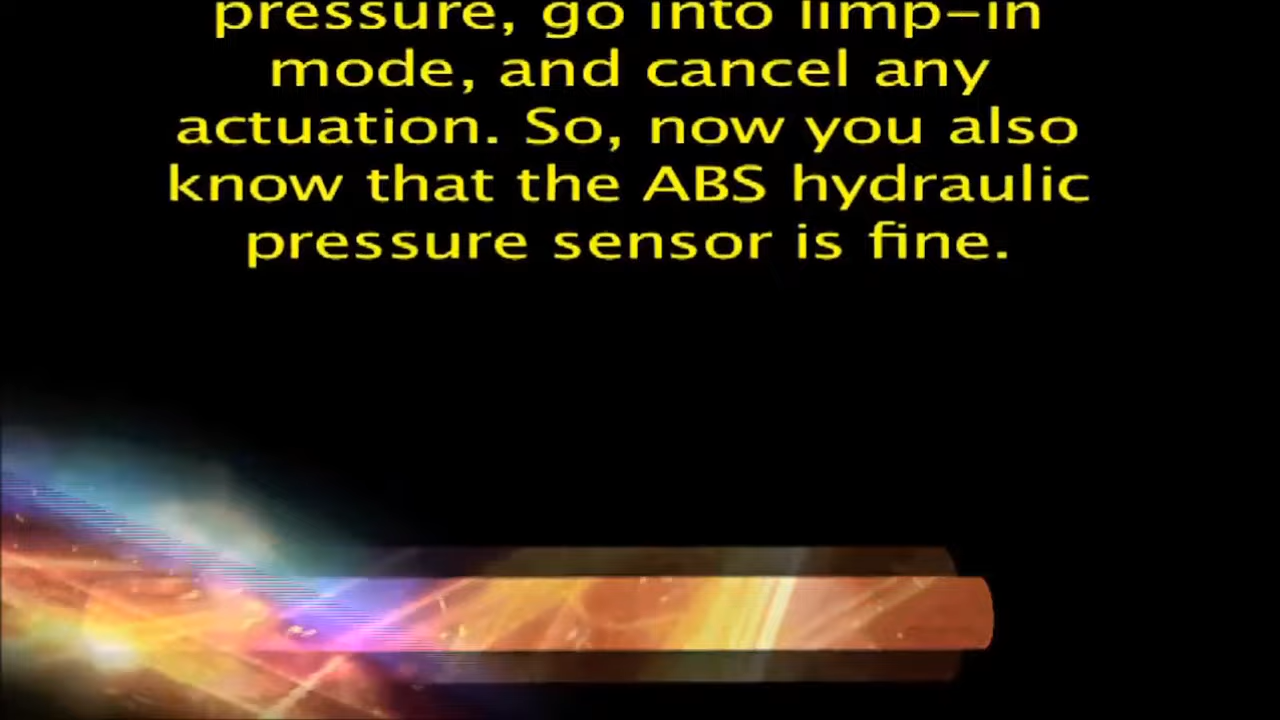 pressure, go into limp-in
mode, and cancel any
actuation. So, now you also
know that the ABS hydraulic
pressure sensor is fine.